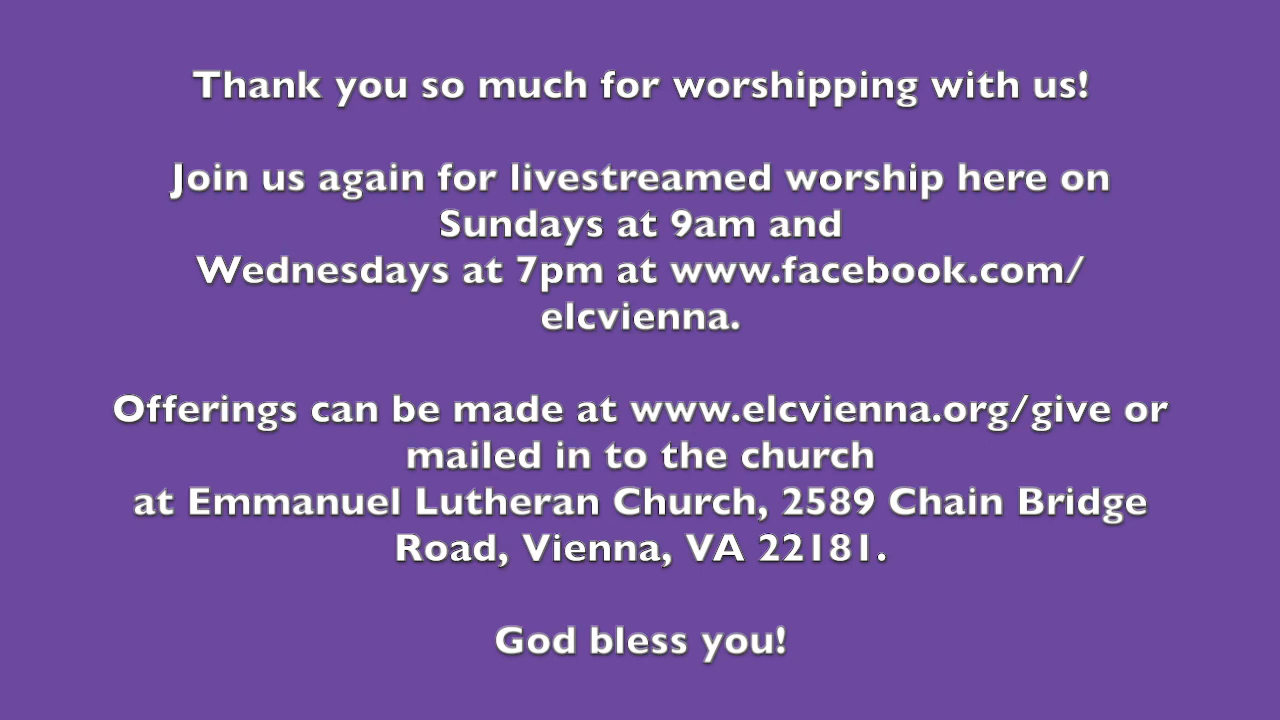 Thank you so much for worshipping with us!
Join us again for livestreamed worship here on
Sundays at 9am and
Wednesdays at 7pm at www.facebook.com/
elcvienna.
Offerings can be made at www.elcvienna.org/give or
mailed in to the church
at Emmanuel Lutheran Church, 2589 Chain Bridge
Road, Vienna, VA 22181.
God bless you!